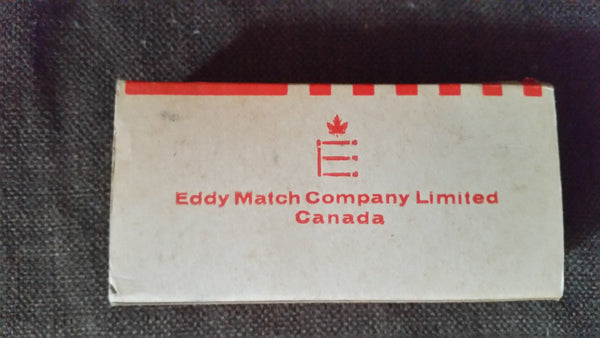 Eddy Match Company Limited
Canada